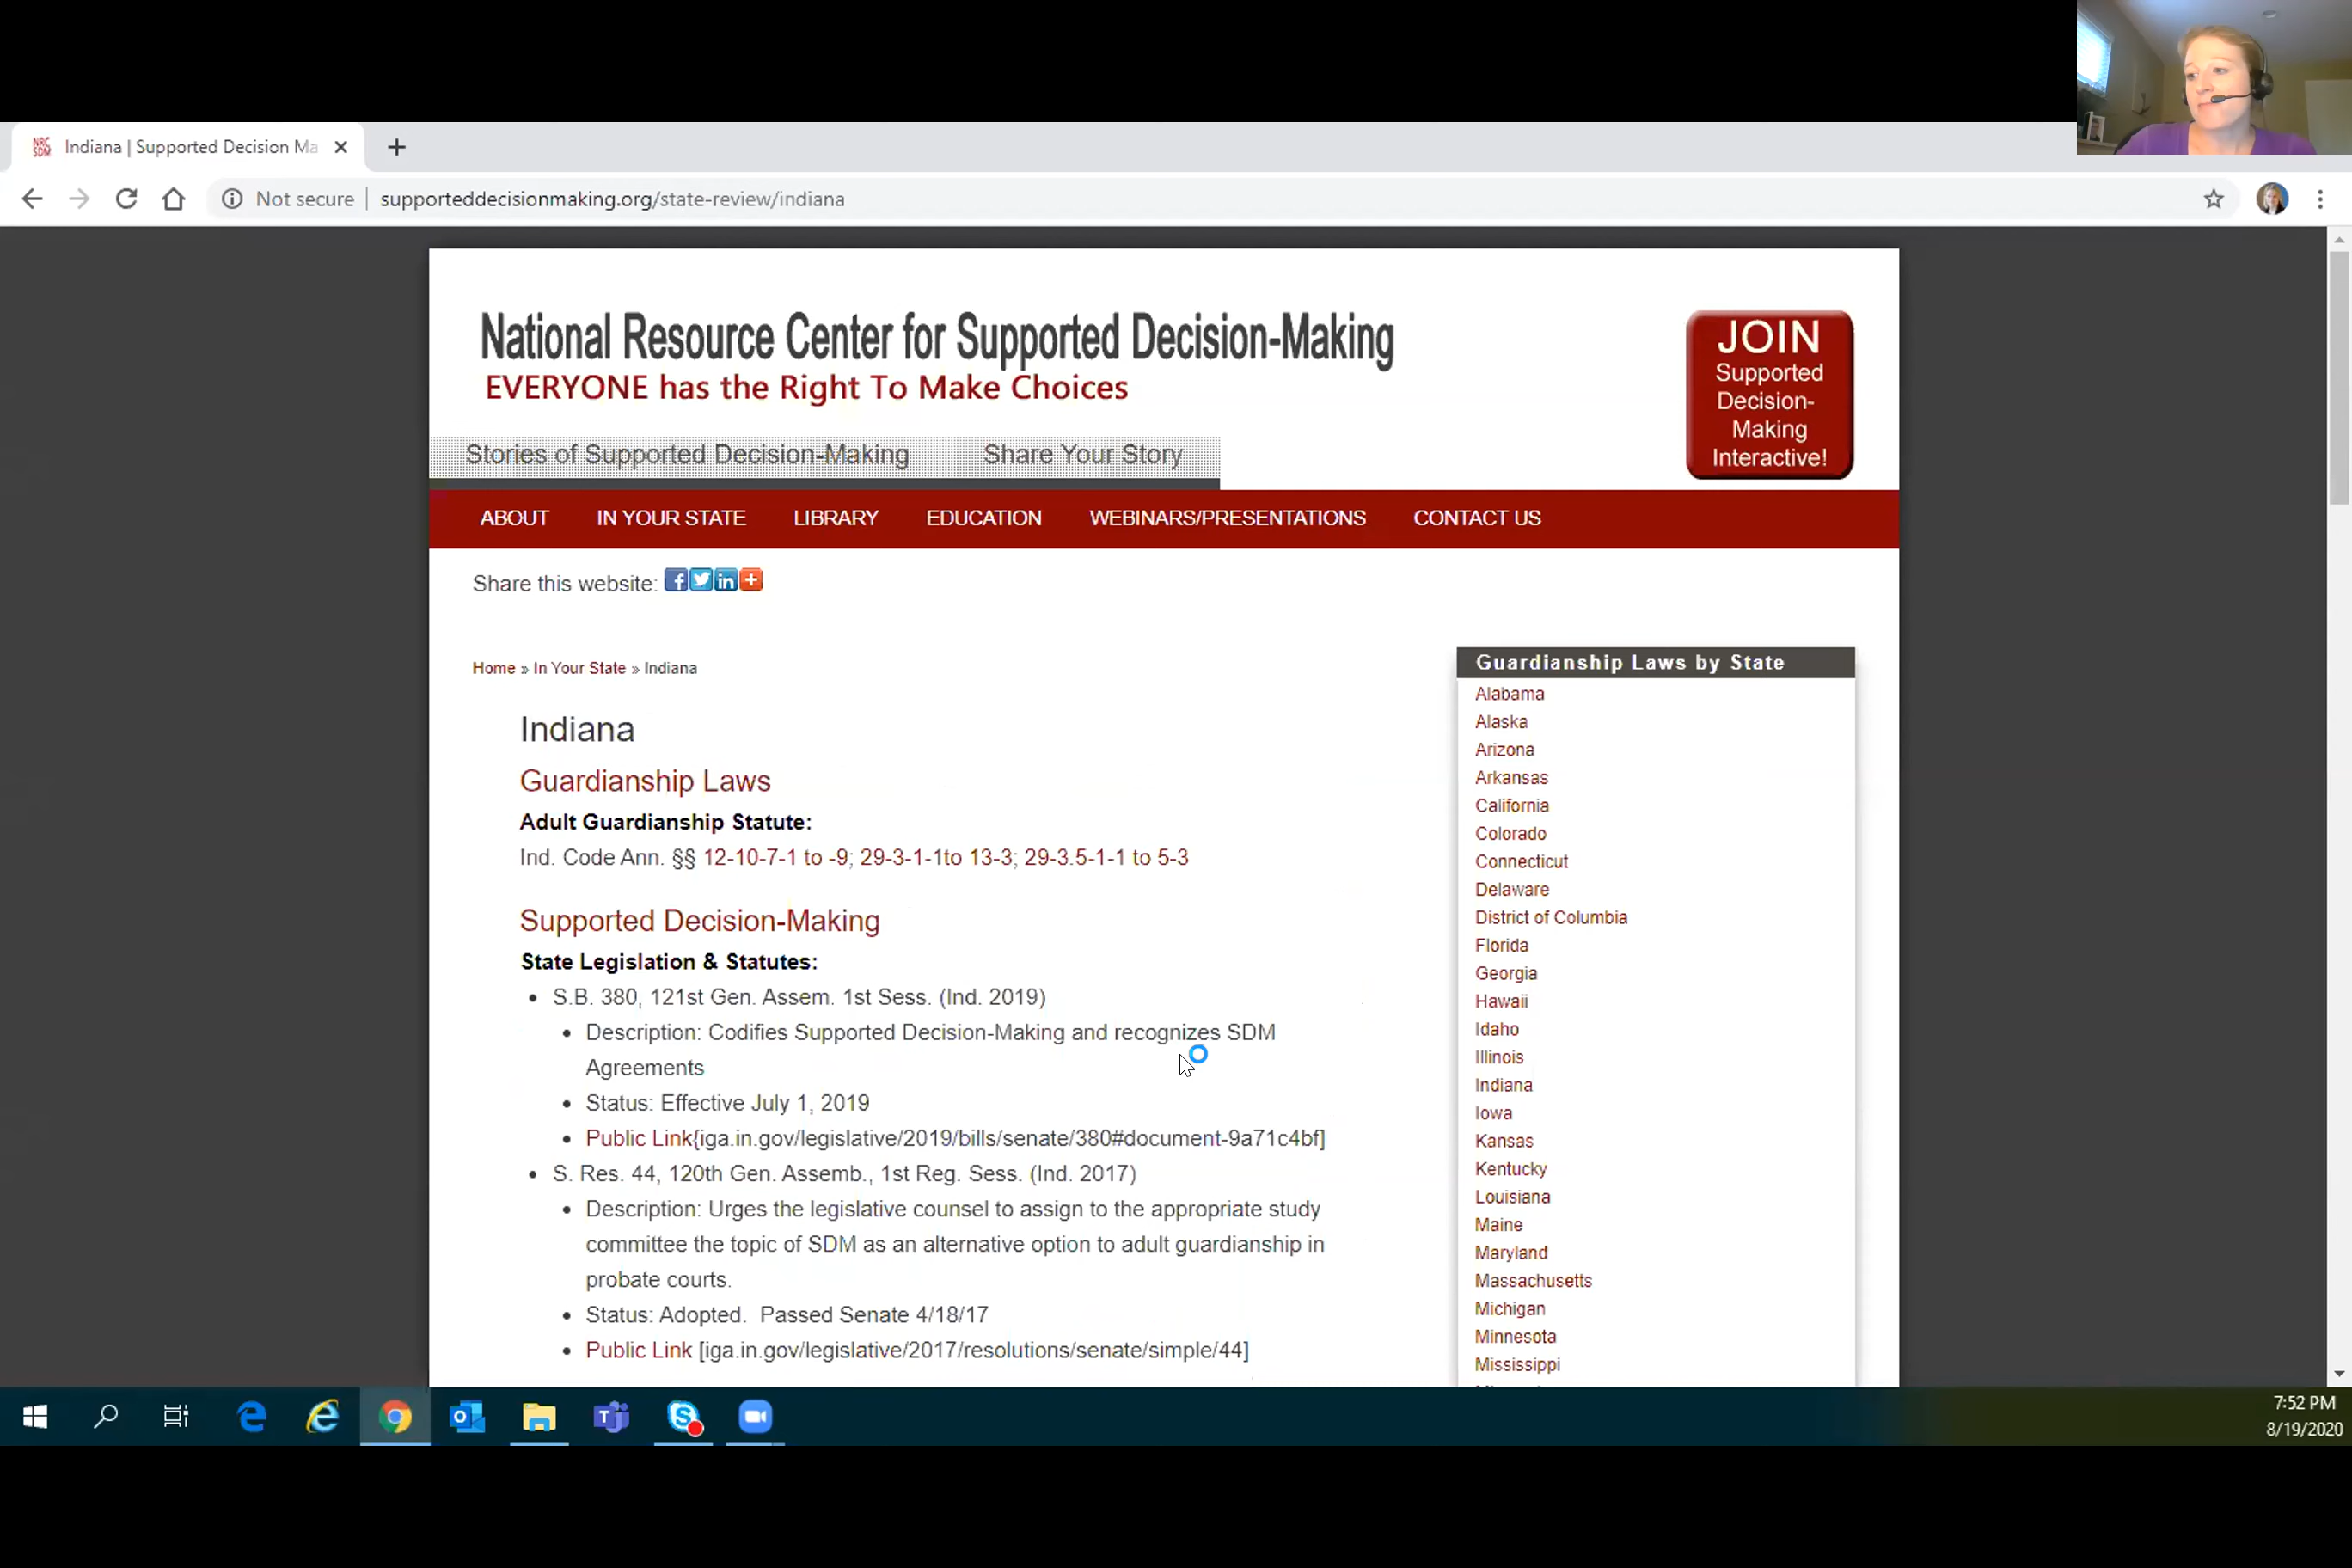 Indiana | Supported Decision Ma
Not secure | supporteddecisionmaking.org/state-review/indiana
National Resource Center for Supported Decision-Making
EVERYONE has the Right To Make Choices
JOIN
Supported
Decision-
Making
Interactive!
Stories of Supported Decision-Making Share Your Story
ABOUT IN YOUR STATE LIBRARY EDUCATION WEBINARS/PRESENTATIONS CONTACT US
Share this website:
Home » In Your State » Indiana
Indiana
Guardianship Laws
Adult Guardianship Statute:
Ind. Code Ann. §§ 12-10-7-1 to -9; 29-3-1-1to 13-3; 29-3.5-1-1 to 5-3
Supported Decision-Making
State Legislation & Statutes:
• S.B. 380, 121st Gen. Assem. 1st Sess. (Ind. 2019)
• Description: Codifies Supported Decision-Making and recognizes SDM
Agreements
• Status: Effective July 1, 2019
• Public Link{iga.in.gov/legislative/2019/bills/senate/380#document-9a71c4bf]
• S. Res. 44, 120th Gen. Assemb., 1st Reg. Sess. (Ind. 2017)
• Description: Urges the legislative counsel to assign to the appropriate study
committee the topic of SDM as an alternative option to adult guardianship in
probate courts.
• Status: Adopted. Passed Senate 4/18/17
• Public Link [iga.in.gov/legislative/2017/resolutions/senate/simple/44]
Guardianship Laws by State
Alabama
Alaska
Arizona
Arkansas
California
Colorado
Connecticut
Delaware
District of Columbia
Florida
Georgia
Hawaii
Idaho
Illinois
Indiana
Iowa
Kansas
Kentucky
Louisiana
Maine
Maryland
Massachusetts
Michigan
Minnesota
Mississippi
7:52 PM
8/19/2020